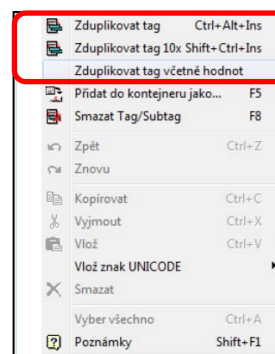 Zduplikovat tag Ctrl+Alt+Ins
Zduplikovat tag 10x Shift+Ctrl+Ins
Zduplikovat tag včetně hodnot
Přidat do kontejneru jako... F5
Smazat Tag/Subtag F8
Zpět Ctrl+Z
Znovu
Kopírovat Ctrl+C
Vyjmout Ctrl+X
Vlož Ctrl+V
Vlož znak UNICODE
Smazat
Vyber všechno Ctrl+A
Poznámky Shift+F1